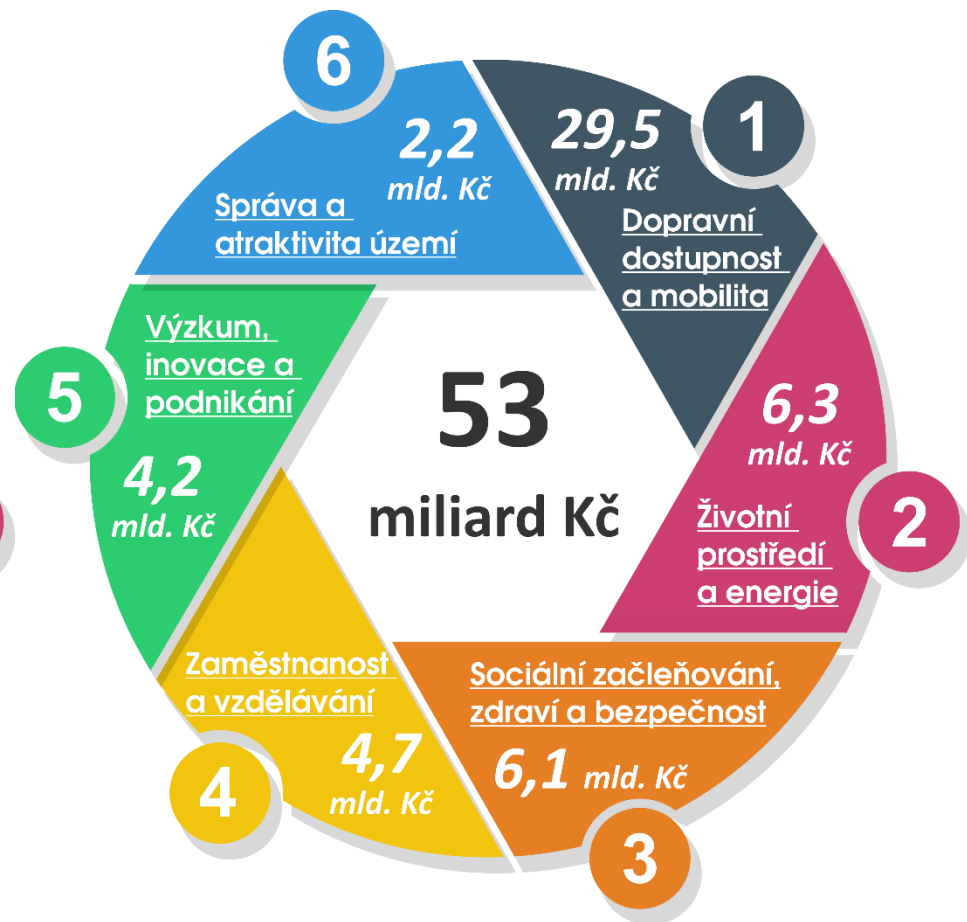 6
2,2
mld. Kč
Správa a
atraktivita území
1
29,5
mld. Kč
Dopravní
dostupnost
a mobilita
5
Výzkum,
inovace a
podnikání
4,2
mld. Kč
53
miliard Kč
2
6,3
mld. Kč
Životní
prostředí
a energie
4
Zaměstnanost
a vzdělávání
4,7
mld. Kč
Sociální začleňování,
zdraví a bezpečnost
6,1 mld. Kč
3